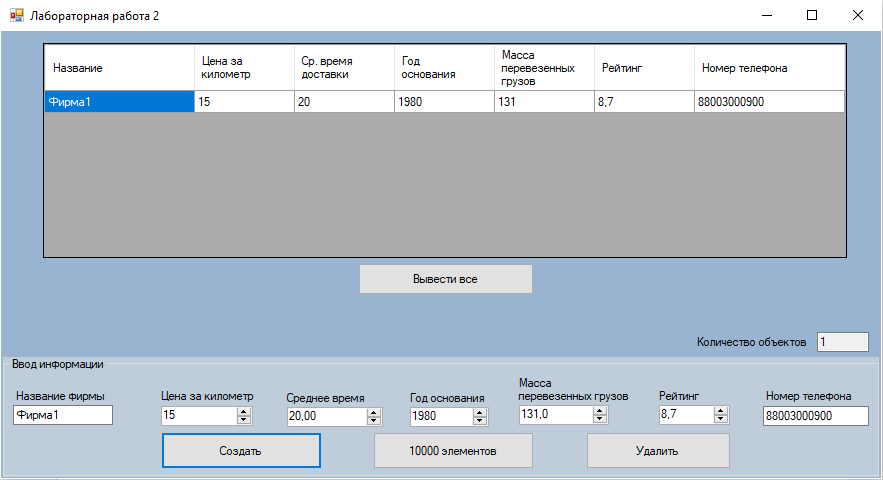 Лабораторная работа 2
Название
Цена за
километр
Ср. время
доставки
Год
основания
Масса
перевезенных
грузов
Рейтинг
Номер телефона
Фирма1
15
20
1980
131
8,7
88003000900
Вывести все
Количество объектов
1
Ввод информации
Название фирмы
Цена за километр
Среднее время
Год основания
Масса
перевезенных грузов
Рейтинг
Номер телефона
Фирма1
15
20,00
1980
131,0
8,7
88003000900
Создать
10000 элементов
Удалить